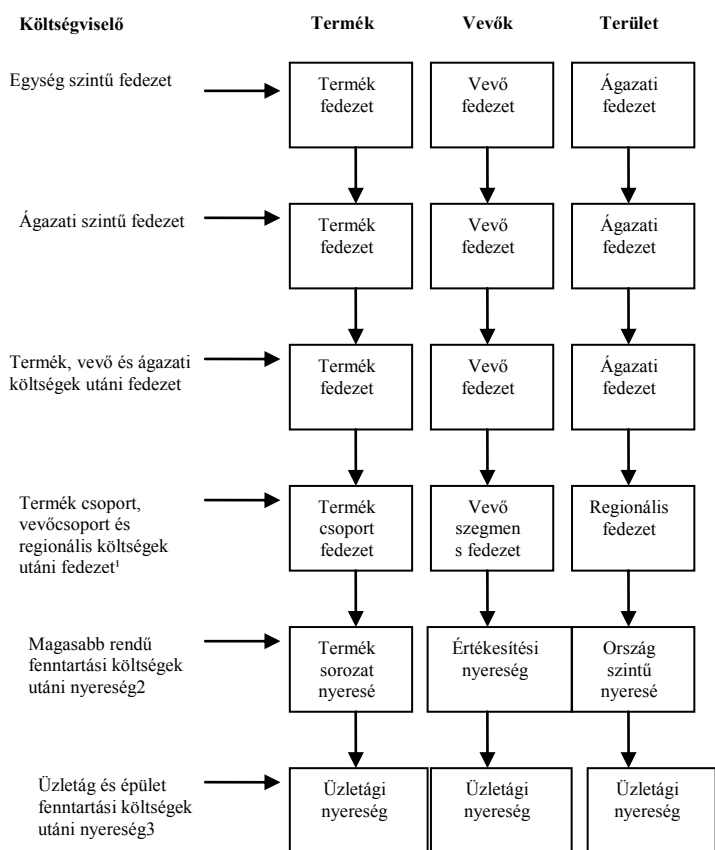 Költségviselő Termék Vevők Terület
Egység szintű fedezet
Termék
fedezet
Vevő
fedezet
Ágazati
fedezet
Ágazati szintű fedezet
Termék
fedezet
Vevő
fedezet
Ágazati
fedezet
Termék, vevő és ágazati
költségek utáni fedezet
Termék
fedezet
Vevő
fedezet
Ágazati
fedezet
Termék csoport,
vevőcsoport és
regionális költségek
utáni fedezet¹
Termék
csoport
fedezet
Vevő
szegmen
s fedezet
Regionális
fedezet
Magasabb rendű
fenntartási költségek
utáni nyereség2
Termék
sorozat
nyeresé
Értékesítési
nyereség
Ország
szintű
nyeresé
Üzletág és épület
fenntartási költségek
utáni nyereség3
Üzletági
nyereség
Üzletági
nyereség
Üzletági
nyereség